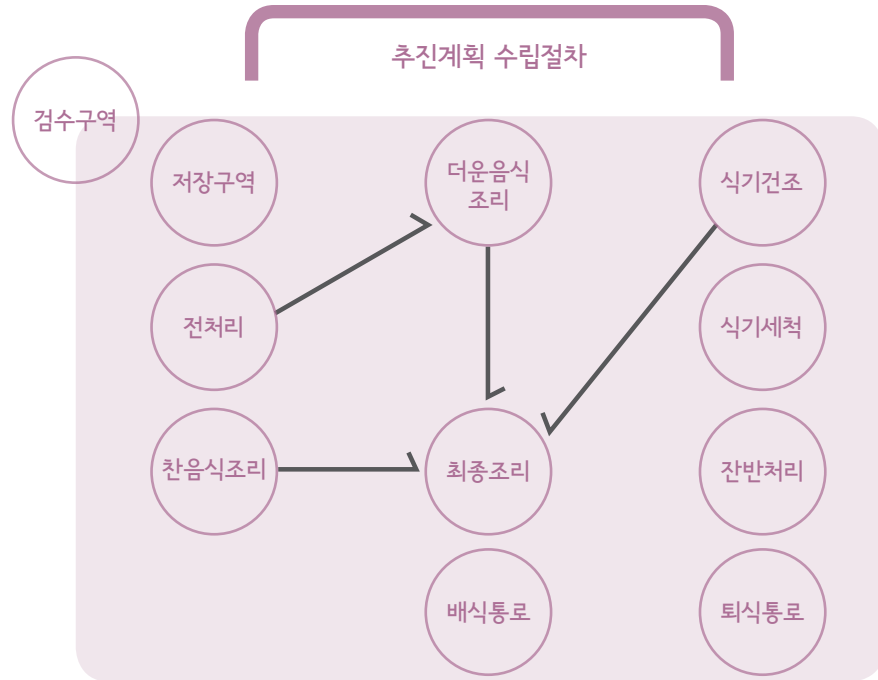 추진계획 수립절차
검수구역
저장구역
더운음식
조리
식기건조
전처리
식기세척
찬음식조리
최종조리
잔반처리
배식통로
퇴식통로